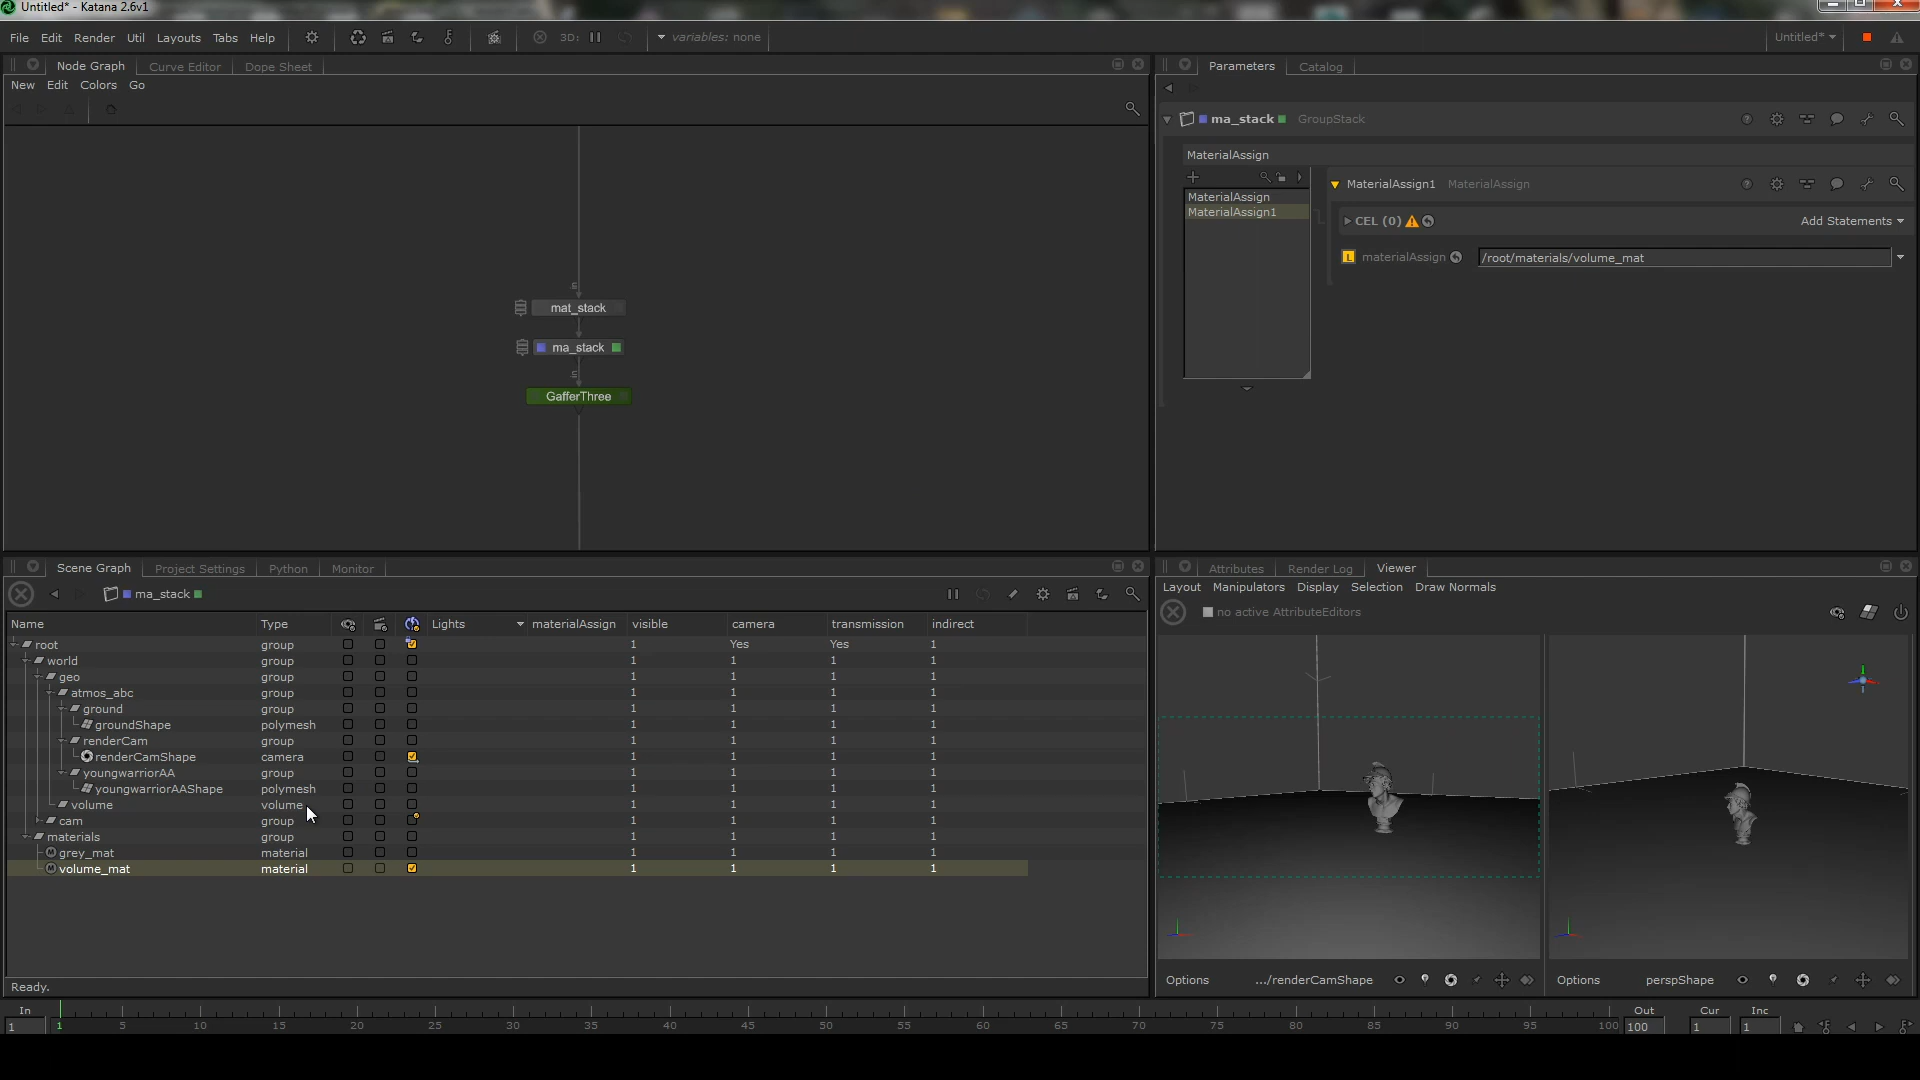 Untitled* - Katana 2.6v1
File Edit Render Util Layouts Tabs Help 3D: variables: none Untitled*
Node Graph Curve Editor Dope Sheet
New Edit Colors Go
in
mat_stack
ma_stack
in
GafferThree
Parameters Catalog
ma_stack GroupStack
MaterialAssign
MaterialAssign
MaterialAssign1
MaterialAssign1 MaterialAssign
CEL (0) Add Statements
L materialAssign /root/materials/volume_mat
Scene Graph Project Settings Python Monitor
ma_stack
Name Type Lights materialAssign visible camera transmission indirect
root group 1 Yes Yes 1
world group 1 1 1 1
geo group 1 1 1 1
atmos_abc group 1 1 1 1
ground group 1 1 1 1
groundShape polymesh 1 1 1 1
renderCam group 1 1 1 1
renderCamShape camera 1 1 1 1
youngwarriorAA group 1 1 1 1
youngwarriorAAShape polymesh 1 1 1 1
volume volume 1 1 1 1
cam group 1 1 1 1
materials group 1 1 1 1
grey_mat material 1 1 1 1
volume_mat material 1 1 1 1
Ready.
Attributes Render Log Viewer
Layout Manipulators Display Selection Draw Normals
no active AttributeEditors
Options .../renderCamShape
Options perspShape
In Out Cur Inc
1 1 5 10 15 20 25 30 35 40 45 50 55 60 65 70 75 80 85 90 95 100 100 1 1